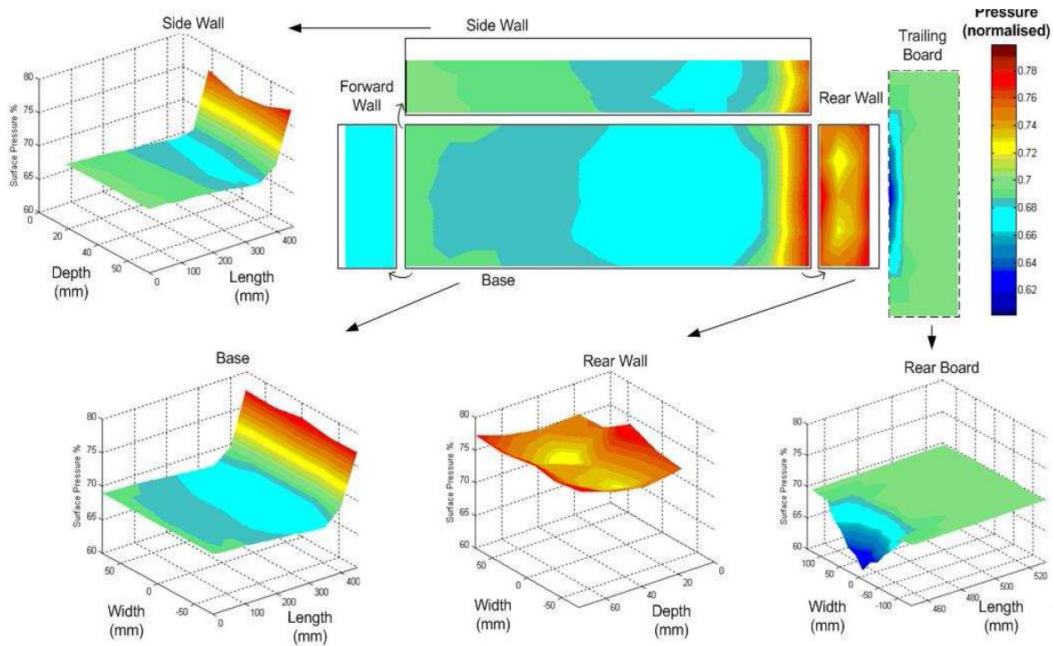 Side Wall
Side Wall
Pressure
(normalised)
Trailing
Board
Forward
Wall
Rear Wall
Base
0.78
0.76
0.74
0.72
0.7
0.68
0.66
0.64
0.62
80
75
70
65
60
Surface Pressure %
0
20
40
60
0
100
200
300
400
Depth
(mm)
Length
(mm)
Base
80
75
70
65
60
Surface Pressure %
50
0
-50
0
100
200
300
400
Width
(mm)
Length
(mm)
Rear Wall
80
75
70
65
60
Surface Pressure %
50
0
-50
60
40
20
0
Width
(mm)
Depth
(mm)
Rear Board
80
75
70
65
60
Surface Pressure %
100
50
0
-50
-100
460
480
500
520
Width
(mm)
Length
(mm)